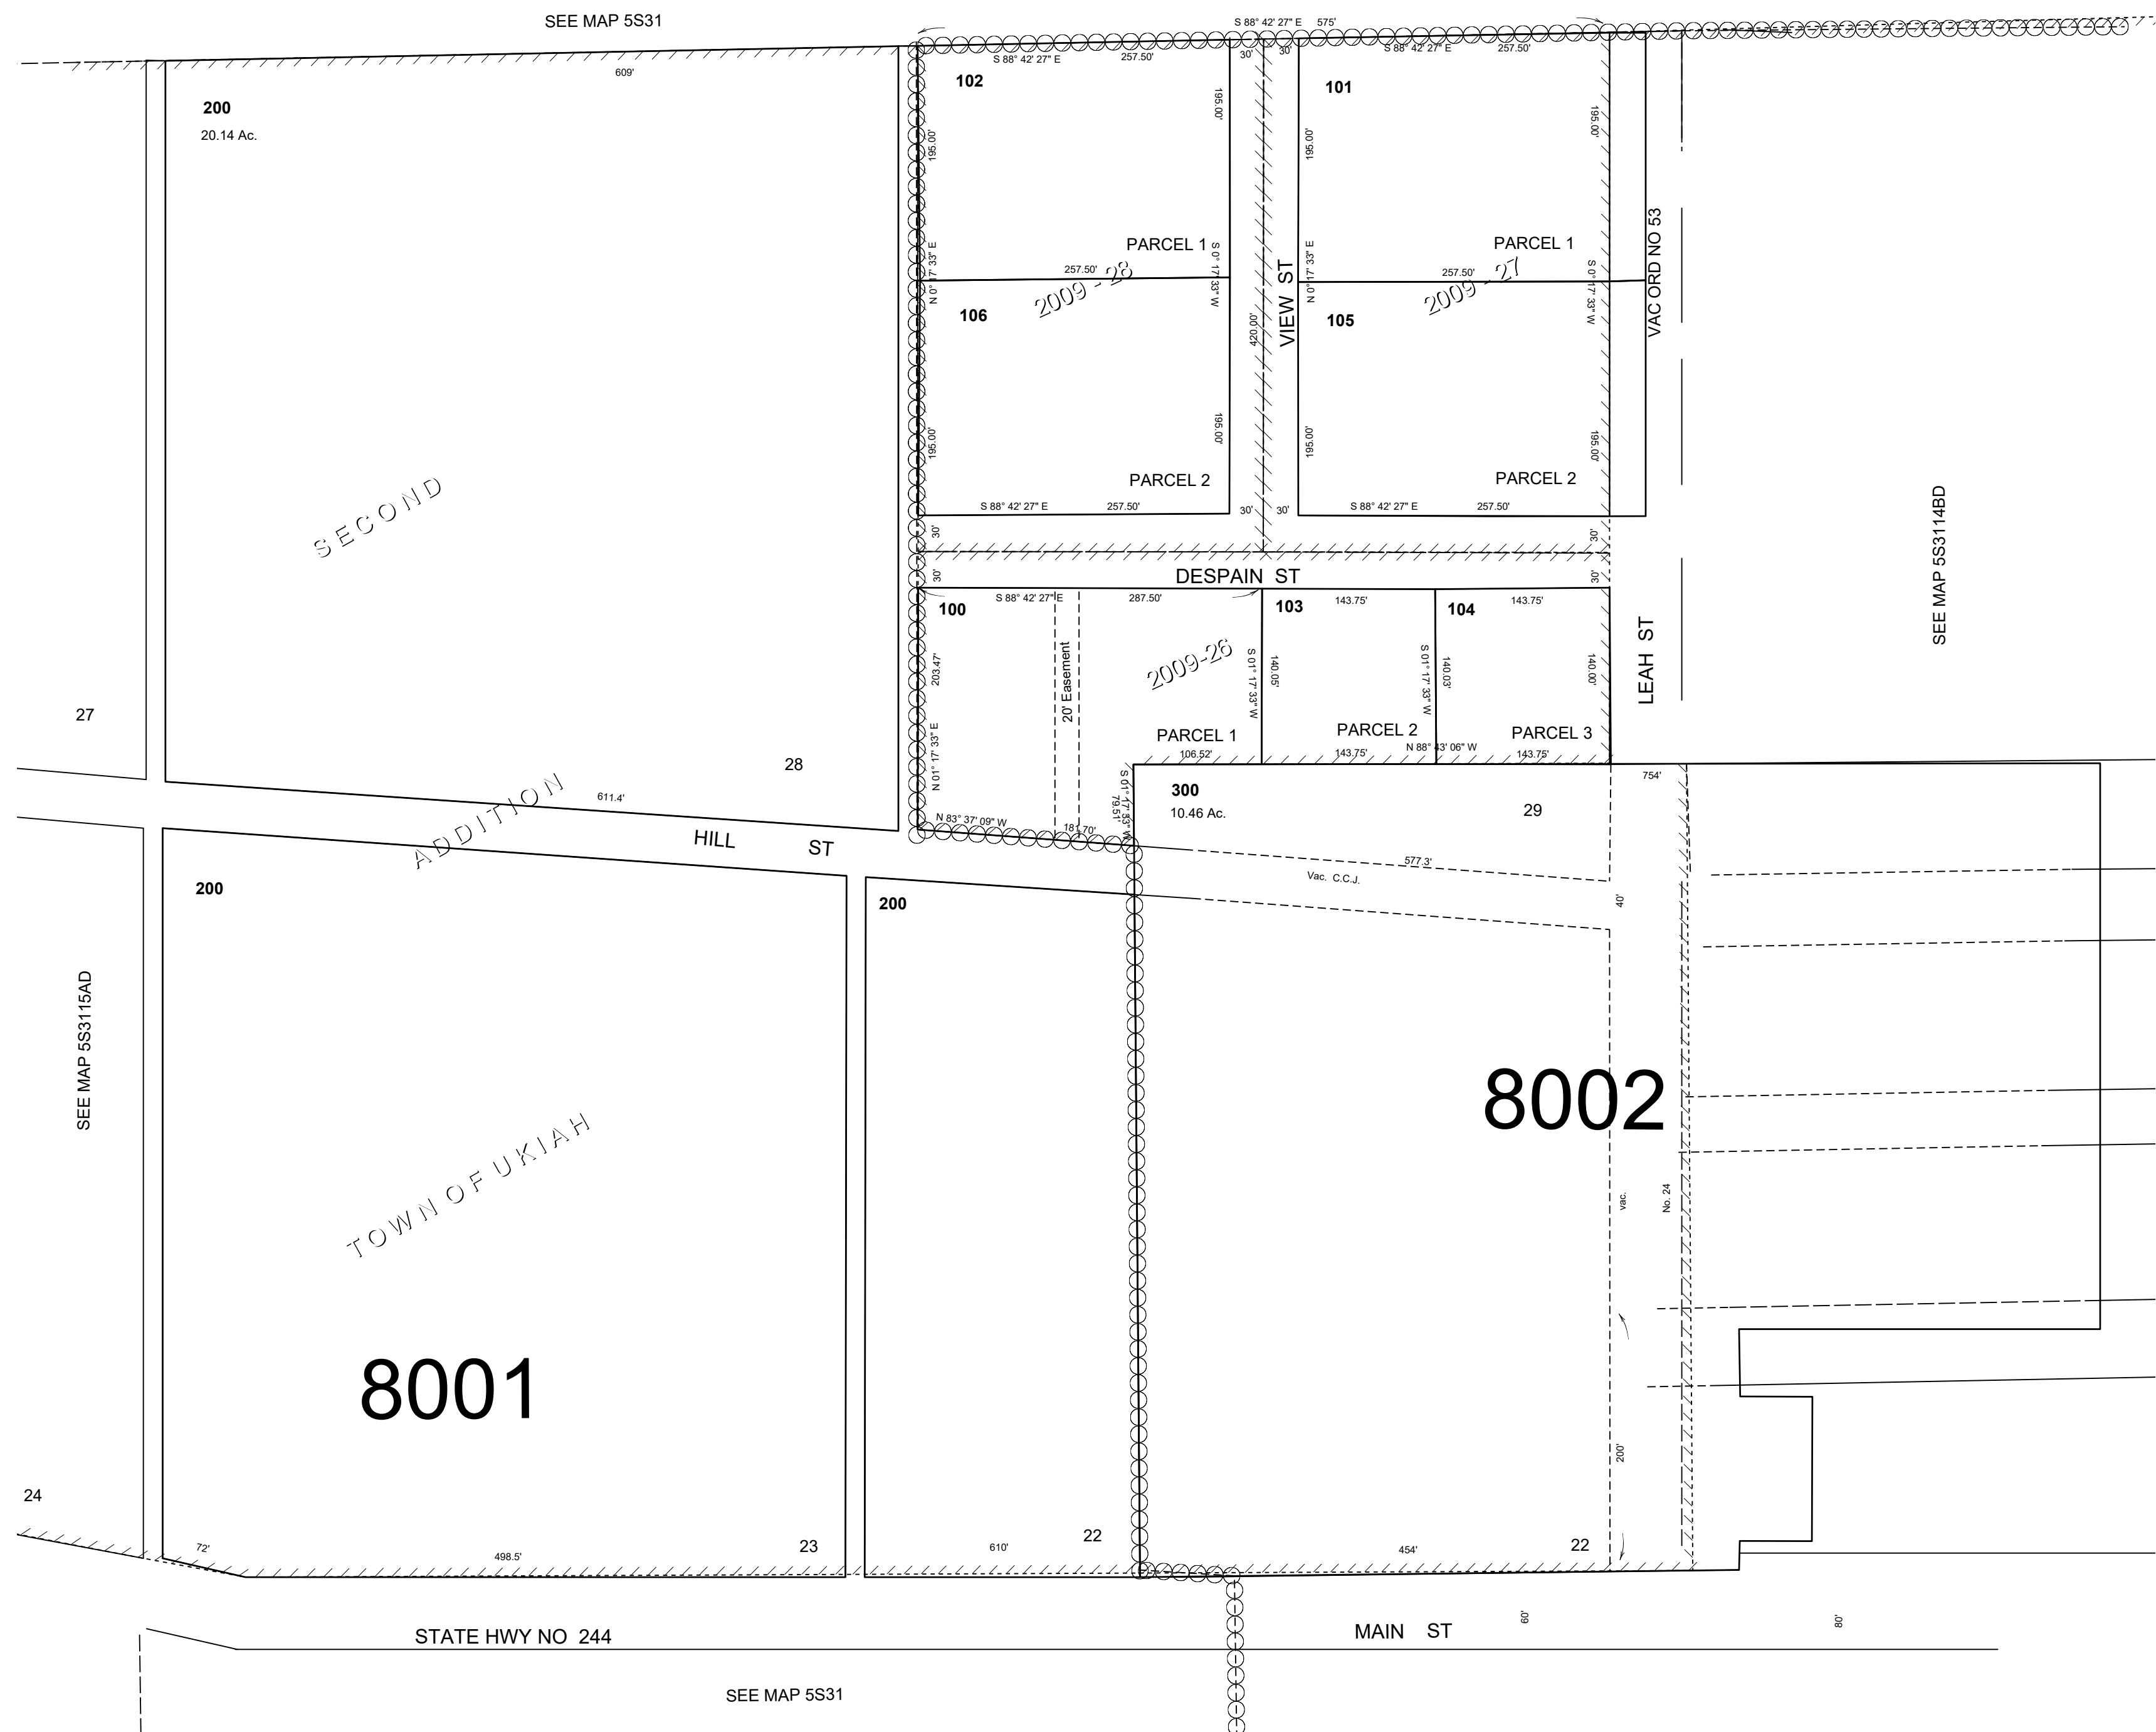 SEE MAP 5S31
S 88° 42' 27" E 575'
609'
S 88° 42' 27" E 257.50'
30' 30'
S 88° 42' 27" E 257.50'
200
20.14 Ac.
102
195.00'
195.00'
N 0° 17' 33" E
S 0° 17' 33" W
PARCEL 1
257.50'
2009 - 28
106
195.00'
195.00'
PARCEL 2
S 88° 42' 27" E 257.50'
30' 30'
VIEW ST
420.00'
101
195.00'
195.00'
N 0° 17' 33" E
S 0° 17' 33" W
PARCEL 1
257.50'
2009 - 27
105
195.00'
195.00'
PARCEL 2
S 88° 42' 27" E 257.50'
VAC ORD NO 53
SEE MAP 5S3114BD
SECOND
30'
30'
30'
30'
DESPAIN ST
100
S 88° 42' 27" E 287.50'
20' Easement
203.47'
N 01° 17' 33" E
2009-26
S 01° 17' 33" W
PARCEL 1
106.52'
S 01° 17' 33" W
79.51'
N 83° 37' 09" W 181.70'
103
143.75'
140.05'
S 01° 17' 33" W
PARCEL 2
143.75'
104
143.75'
140.03'
140.00'
PARCEL 3
N 88° 43' 06" W
143.75'
LEAH ST
754'
27
28
611.4'
ADDITION
HILL ST
300
10.46 Ac.
29
577.3'
Vac. C.C.J.
40'
200
200
SEE MAP 5S3115AD
8002
TOWN OF UKIAH
vac.
No. 24
8001
200'
24
72'
498.5'
23
610'
22
454'
22
STATE HWY NO 244
MAIN ST
60'
80'
SEE MAP 5S31